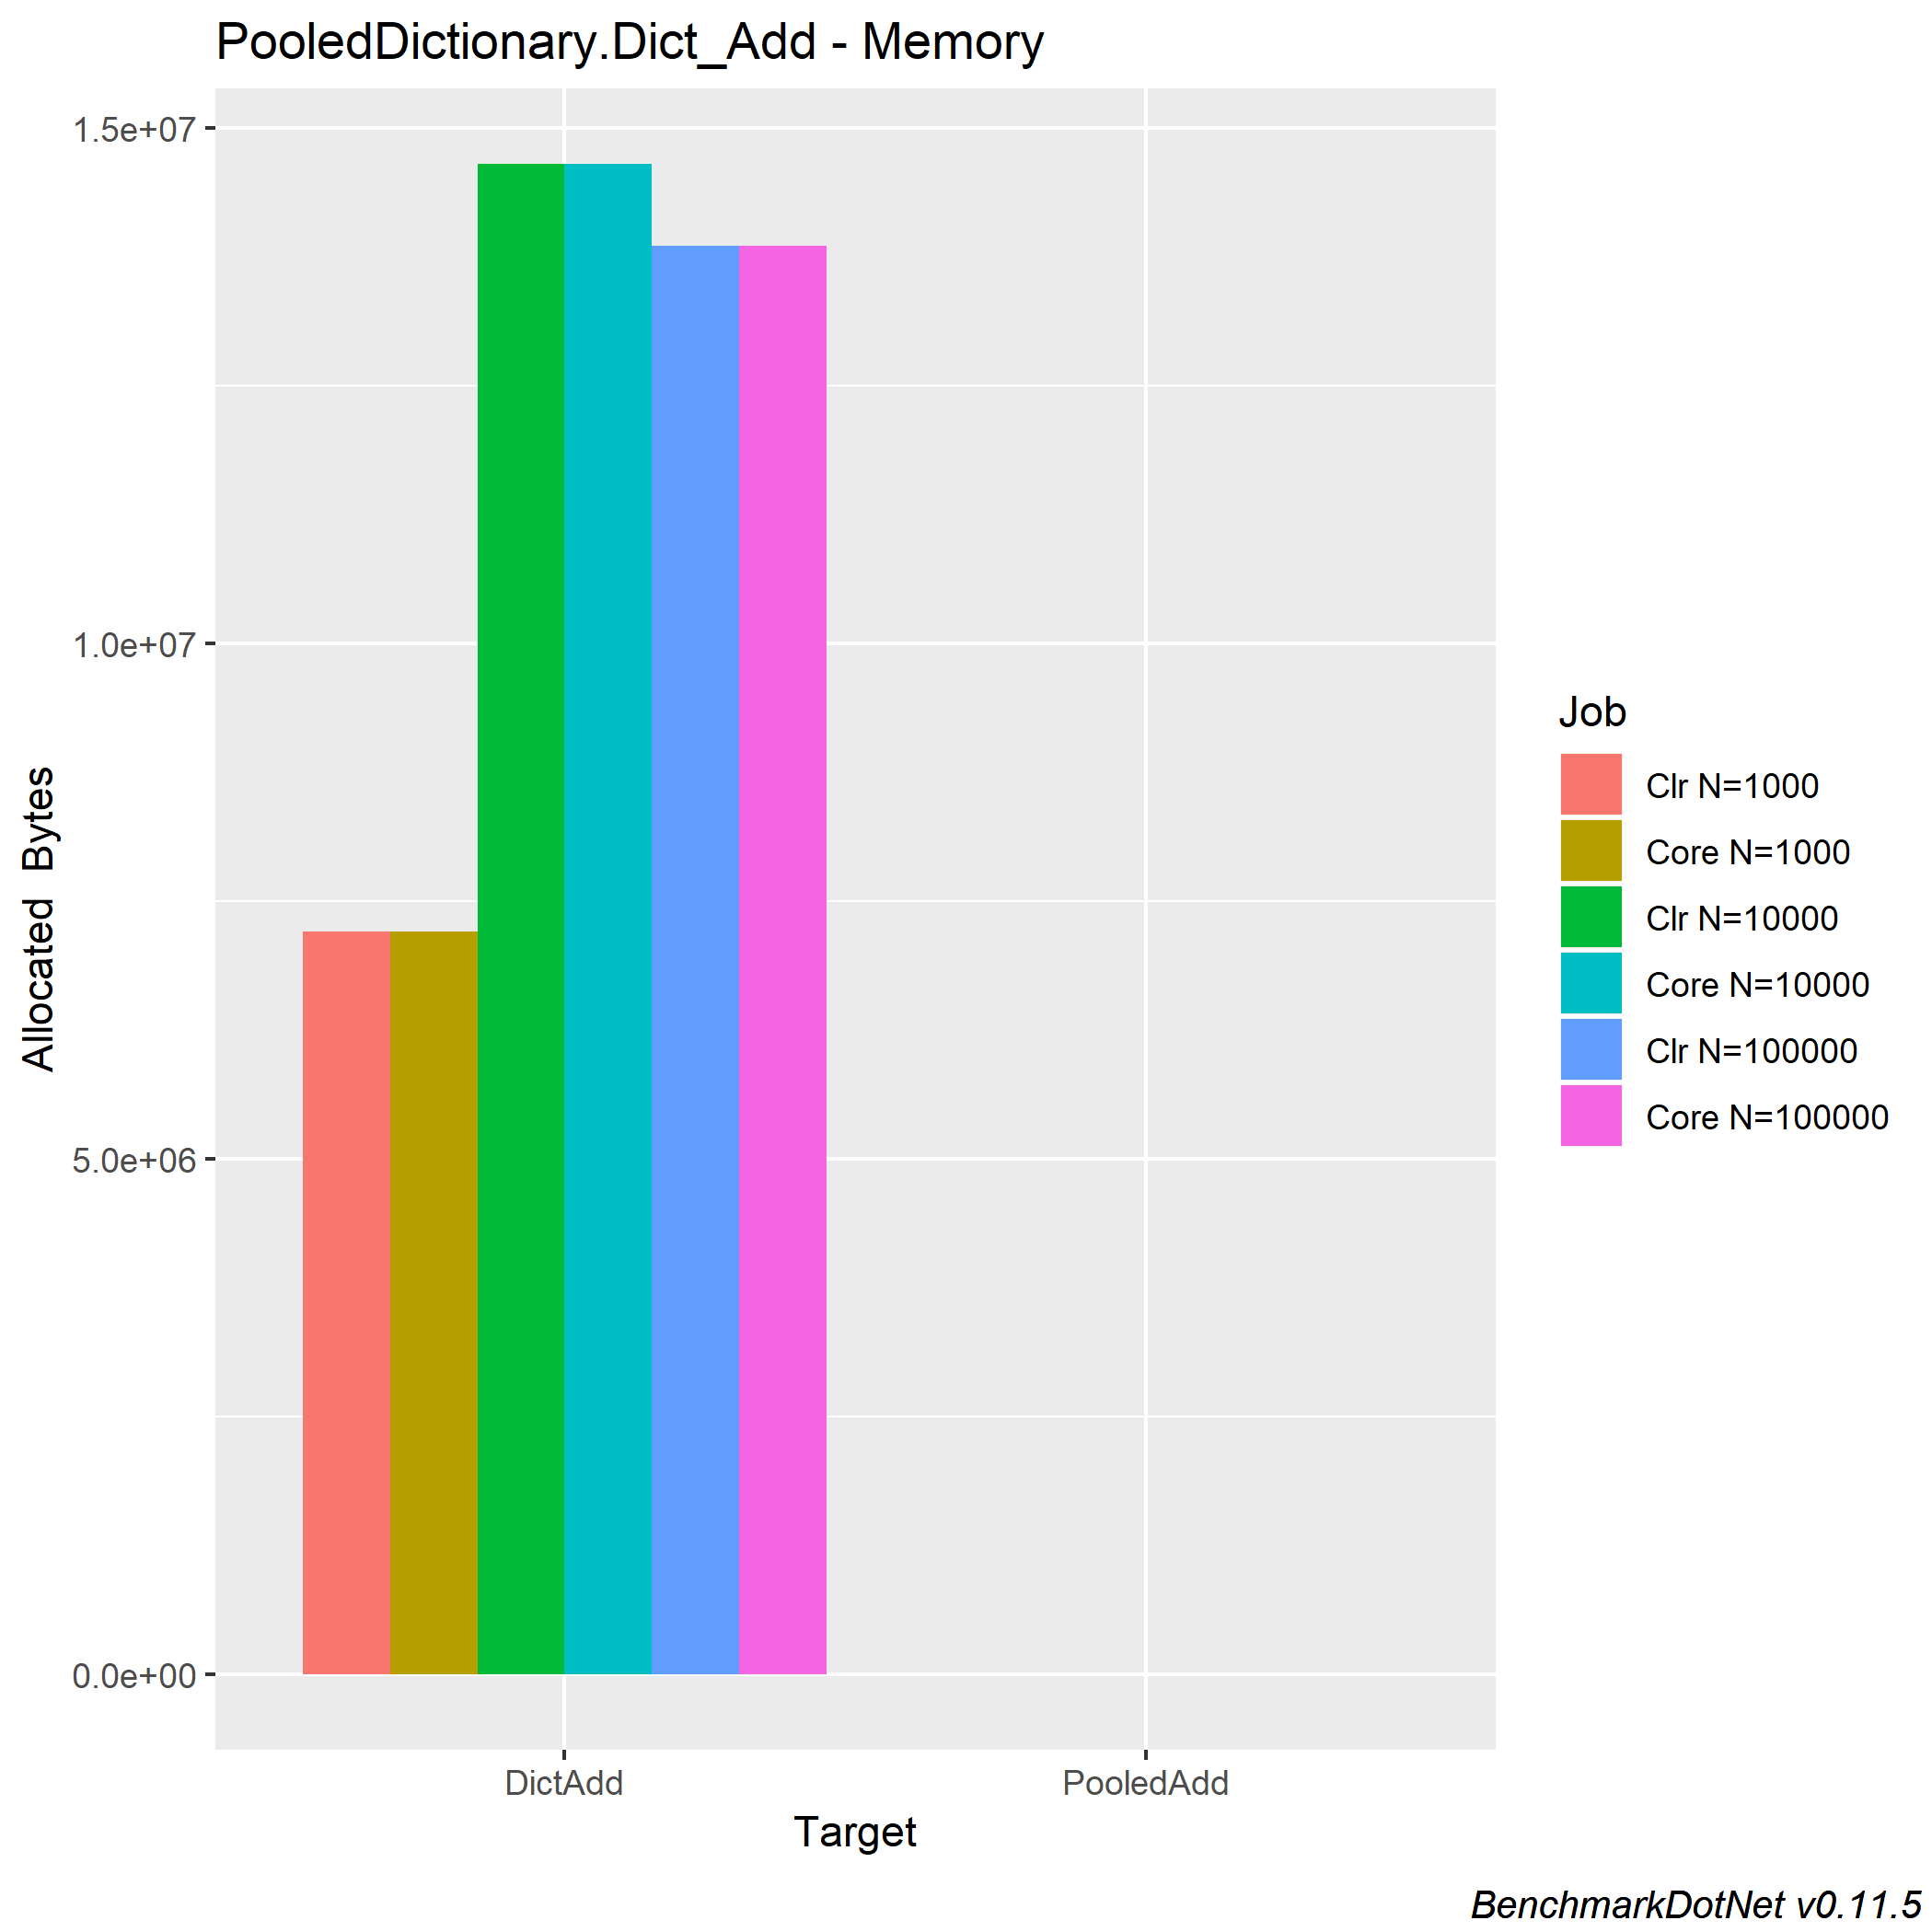 PooledDictionary.Dict_Add - Memory
1.5e+07
1.0e+07
5.0e+06
0.0e+00
Allocated Bytes
DictAdd
PooledAdd
Target
Job
Clr N=1000
Core N=1000
Clr N=10000
Core N=10000
Clr N=100000
Core N=100000
BenchmarkDotNet v0.11.5